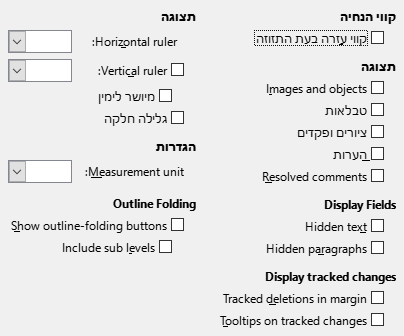 קווי הנחיה
קווי עזרה בעת התזוזה
תצוגה
Images and objects
טבלאות
ציורים ופקדים
הערות
Resolved comments
Display Fields
Hidden text
Hidden paragraphs
Display tracked changes
Tracked deletions in margin
Tooltips on tracked changes
תצוגה
Horizontal ruler:
Vertical ruler:
מיושר לימין
גלילה חלקה
הגדרות
Measurement unit:
Outline Folding
Show outline-folding buttons
Include sub levels